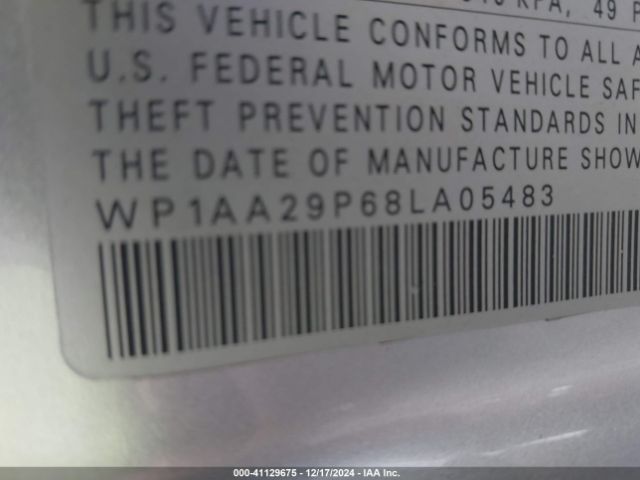 KPA, 49
THIS VEHICLE CONFORMS TO ALL
U.S. FEDERAL MOTOR VEHICLE SAF
THEFT PREVENTION STANDARDS IN
THE DATE OF MANUFACTURE SHOW
WP1AA29P68LA05483
000-41129675 - 12/17/2024 - IAA Inc.